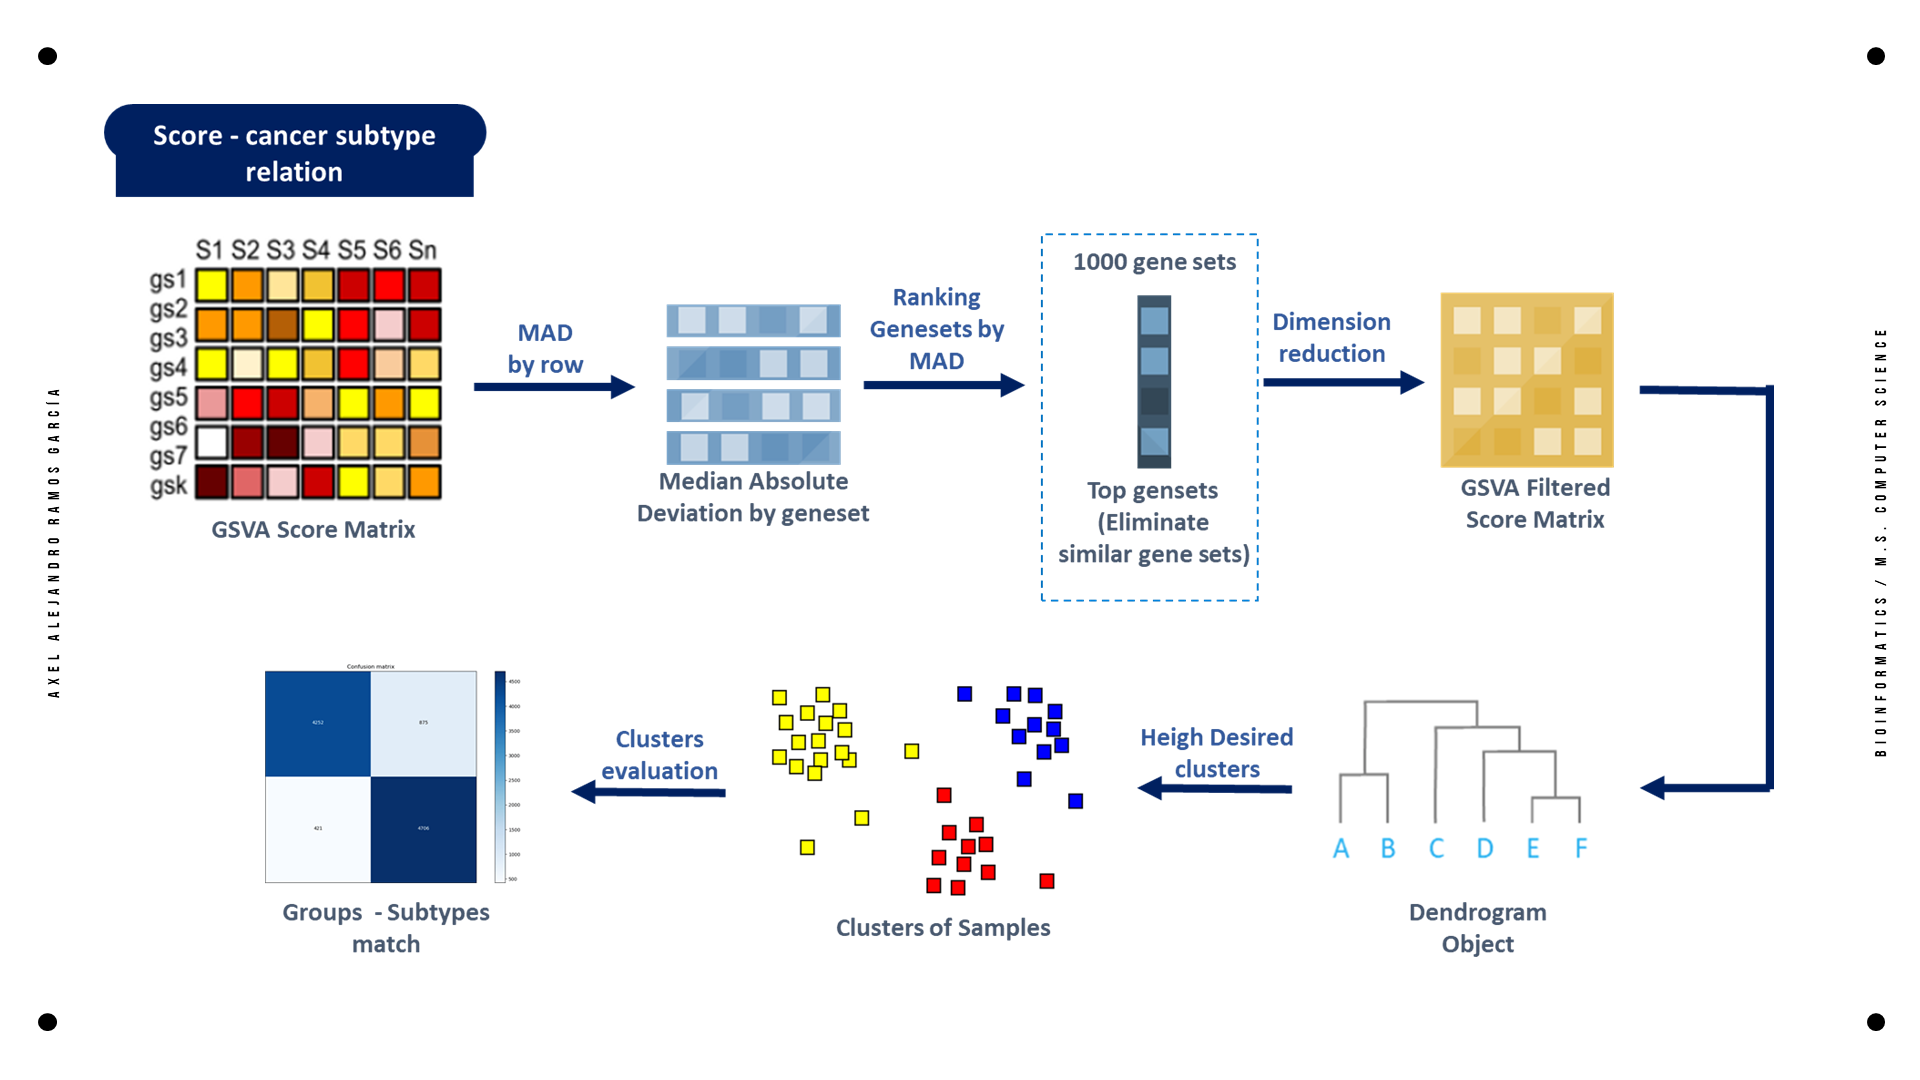 Score - cancer subtype
relation
S1 S2 S3 S4 S5 S6 Sn
gs1
gs2
gs3
gs4
gs5
gs6
gs7
gsk
GSVA Score Matrix
MAD
by row
Median Absolute
Deviation by geneset
Ranking
Genesets by
MAD
1000 gene sets
Top gensets
(Eliminate
similar gene sets)
Dimension
reduction
GSVA Filtered
Score Matrix
A B C D E F
Dendrogram
Object
Heigh Desired
clusters
Clusters of Samples
Clusters
evaluation
Confusion matrix
4252
875
421
4706
4500
4000
3500
3000
2500
2000
1500
1000
500
Groups - Subtypes
match
AXEL ALEJANDRO RAMOS GARCÍA
BIOINFORMATICS / M.S. COMPUTER SCIENCE